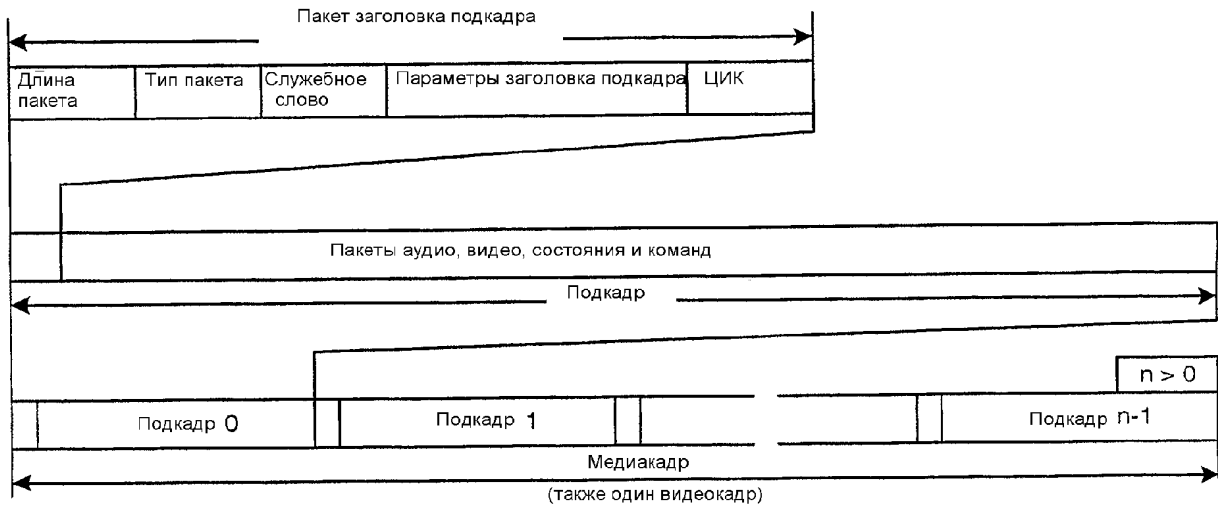 Пакет заголовка подкадра
Длина пакета
Тип пакета
Служебное слово
Параметры заголовка подкадра
ЦИК
Пакеты аудио, видео, состояния и команд
Подкадр
n > 0
Подкадр 0
Подкадр 1
Подкадр n-1
Медиакадр
(также один видеокадр)